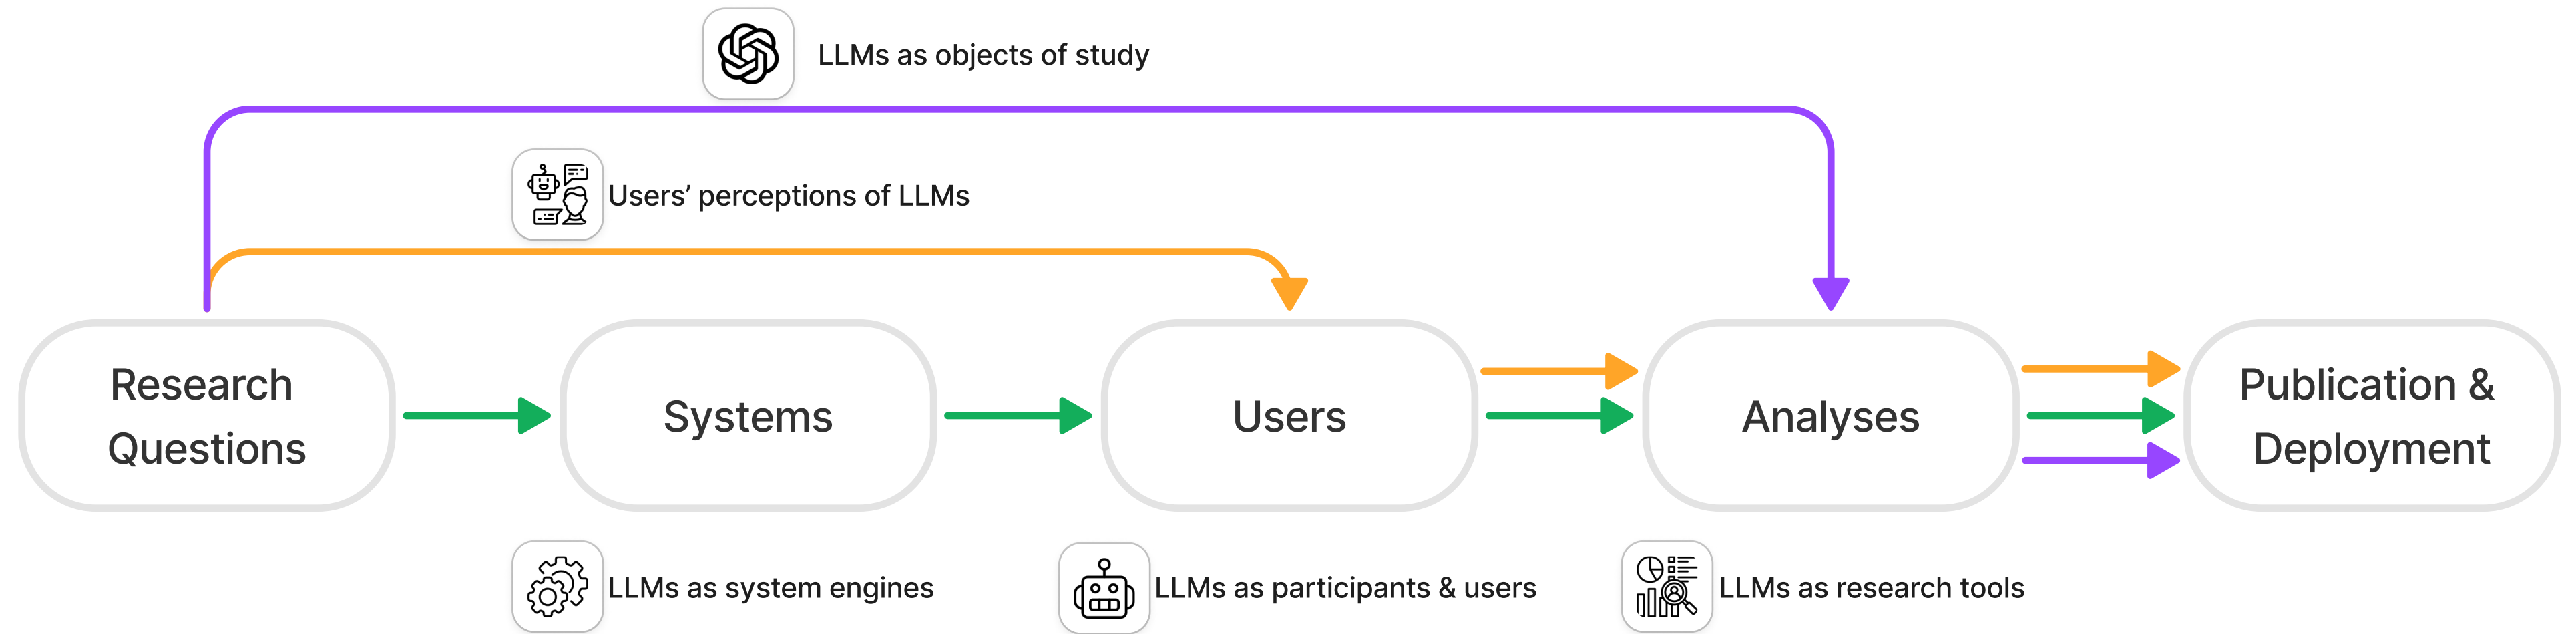 LLMs as objects of study
Users’ perceptions of LLMs
Research
Questions
Systems
Users
Analyses
Publication &
Deployment
LLMs as system engines
LLMs as participants & users
LLMs as research tools